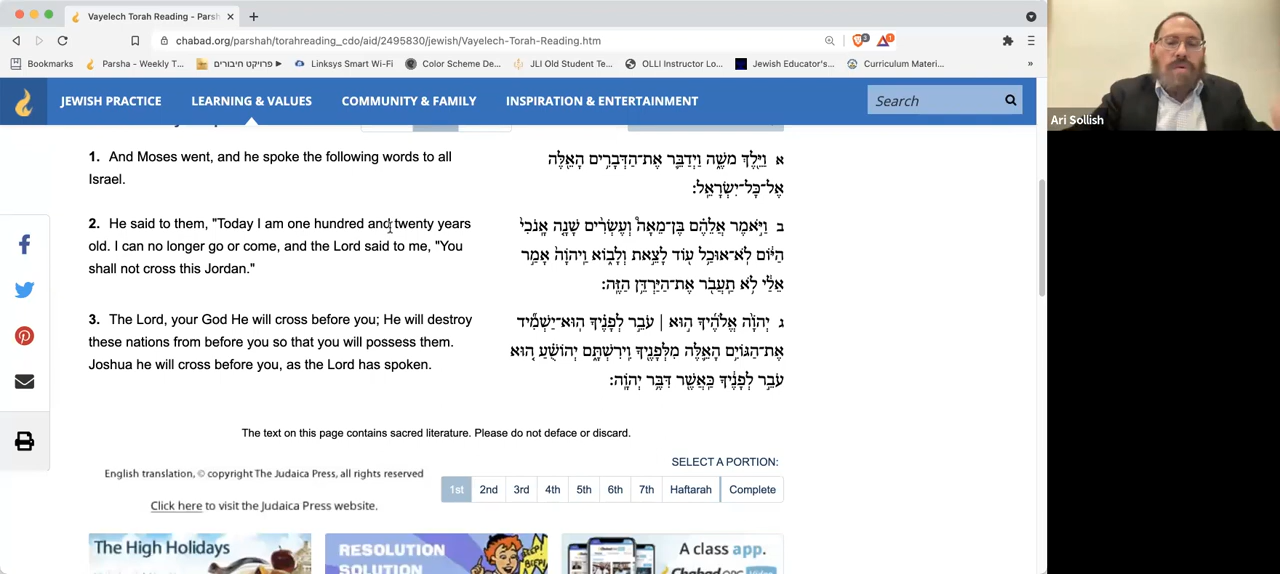 Vayelech Torah Reading - Parsh
chabad.org/parshah/torahreading_cdo/aid/2495830/jewish/Vayelech-Torah-Reading.htm
3
1
Bookmarks Parsha - Weekly T... פרוייקט חיבורים Linksys Smart Wi-Fi Color Scheme De... JLI Old Student Te... OLLI Instructor Lo... Jewish Educator's... Curriculum Materi... »
JEWISH PRACTICE LEARNING & VALUES COMMUNITY & FAMILY INSPIRATION & ENTERTAINMENT Search
Ari Sollish
1. And Moses went, and he spoke the following words to all
Israel.
א וַיֵּ֖לֶךְ משֶׁ֑ה וַיְדַבֵּ֛ר אֶת־הַדְּבָרִ֥ים הָאֵ֖לֶּה
אֶל־כָּל־יִשְׂרָאֵֽל:
2. He said to them, "Today I am one hundred and twenty years
old. I can no longer go or come, and the Lord said to me, "You
shall not cross this Jordan."
ב וַיֹּ֣אמֶר אֲלֵהֶ֗ם בֶּן־מֵאָה֩ וְעֶשְׂרִ֨ים שָׁנָ֤ה אָֽנֹכִי֙
הַיּ֔וֹם לֹֽא־אוּכַ֥ל ע֖וֹד לָצֵ֣את וְלָב֑וֹא וַֽיהֹוָה֙ אָמַ֣ר
אֵלַ֔י לֹ֥א תַֽעֲבֹ֖ר אֶת־הַיַּרְדֵּ֥ן הַזֶּֽה:
3. The Lord, your God He will cross before you; He will destroy
these nations from before you so that you will possess them.
Joshua he will cross before you, as the Lord has spoken.
ג יְהֹוָ֨ה אֱלֹהֶ֜יךָ ה֣וּא | עֹבֵ֣ר לְפָנֶ֗יךָ הֽוּא־יַשְׁמִ֞יד
אֶת־הַגּוֹיִ֥ם הָאֵ֛לֶּה מִלְּפָנֶ֖יךָ וִֽירִשְׁתָּ֑ם יְהוֹשֻׁ֗עַ ה֚וּא
עֹבֵ֣ר לְפָנֶ֔יךָ כַּֽאֲשֶׁ֖ר דִּבֶּ֥ר יְהֹוָֽה:
The text on this page contains sacred literature. Please do not deface or discard.
SELECT A PORTION:
English translation, © copyright The Judaica Press, all rights reserved
1st 2nd 3rd 4th 5th 6th 7th Haftarah Complete
Click here to visit the Judaica Press website.
The High Holidays
RESOLUTION
SOLUTION
BEEP!
A class app.